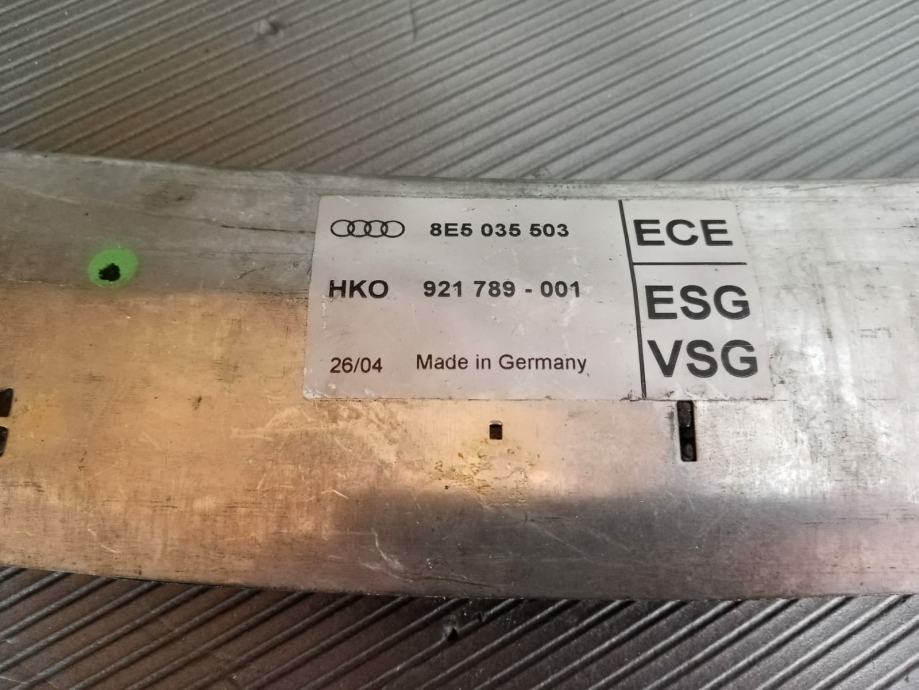 8E5 035 503
ECE
HKO 921 789 - 001
ESG
VSG
26/04 Made in Germany